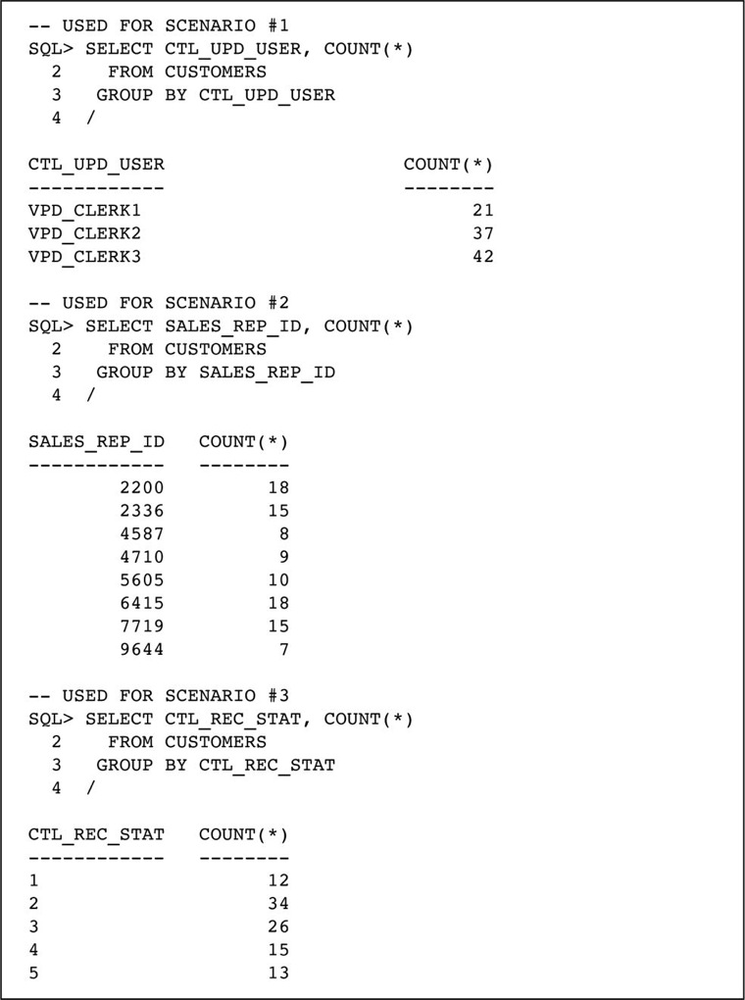 -- USED FOR SCENARIO #1
SQL> SELECT CTL_UPD_USER, COUNT(*)
  2    FROM CUSTOMERS
  3   GROUP BY CTL_UPD_USER
  4  /
CTL_UPD_USER                     COUNT(*)
------------                     --------
VPD_CLERK1                             21
VPD_CLERK2                             37
VPD_CLERK3                             42
-- USED FOR SCENARIO #2
SQL> SELECT SALES_REP_ID, COUNT(*)
  2    FROM CUSTOMERS
  3   GROUP BY SALES_REP_ID
  4  /
SALES_REP_ID   COUNT(*)
------------   --------
        2200         18
        2336         15
        4587          8
        4710          9
        5605         10
        6415         18
        7719         15
        9644          7
-- USED FOR SCENARIO #3
SQL> SELECT CTL_REC_STAT, COUNT(*)
  2    FROM CUSTOMERS
  3   GROUP BY CTL_REC_STAT
  4  /
CTL_REC_STAT   COUNT(*)
------------   --------
1                    12
2                    34
3                    26
4                    15
5                    13